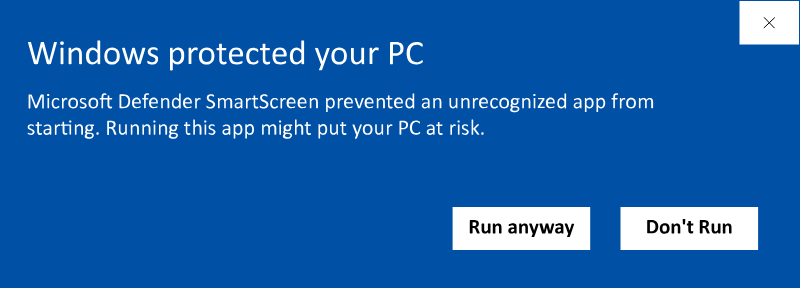 Windows protected your PC
Microsoft Defender SmartScreen prevented an unrecognized app from
starting. Running this app might put your PC at risk.
Run anyway
Don't Run